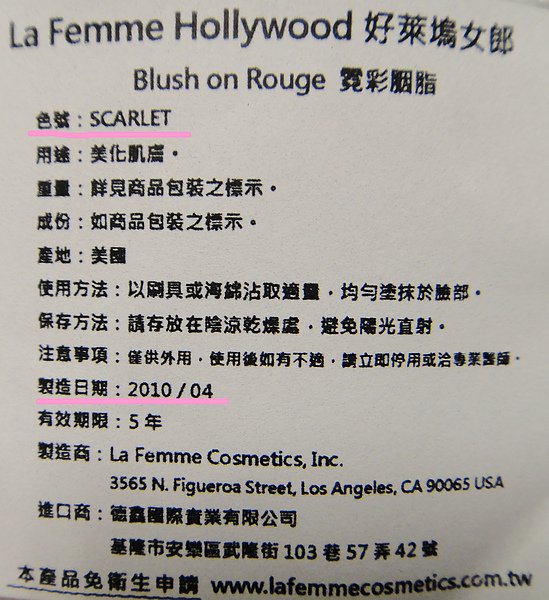 La Femme Hollywood 好萊塢女郎
Blush on Rouge 霓彩胭脂
色號：SCARLET
用途：美化肌膚。
重量：詳見商品包裝之標示。
成份：如商品包裝之標示。
產地：美國
使用方法：以刷具或海綿沾取適量，均勻塗抹於臉部。
保存方法：請存放在陰涼乾燥處，避免陽光直射。
注意事項：僅供外用，使用後如有不適，請立即停用或洽專業醫師。
製造日期：2010 / 04
有效期限：5 年
製造商：La Femme Cosmetics, Inc.
3565 N. Figueroa Street, Los Angeles, CA 90065 USA
進口商：德鑫國際實業有限公司
基隆市安樂區武隆街 103 巷 57 弄 42 號
本產品免衛生申請 www.lafemmecosmetics.com.tw